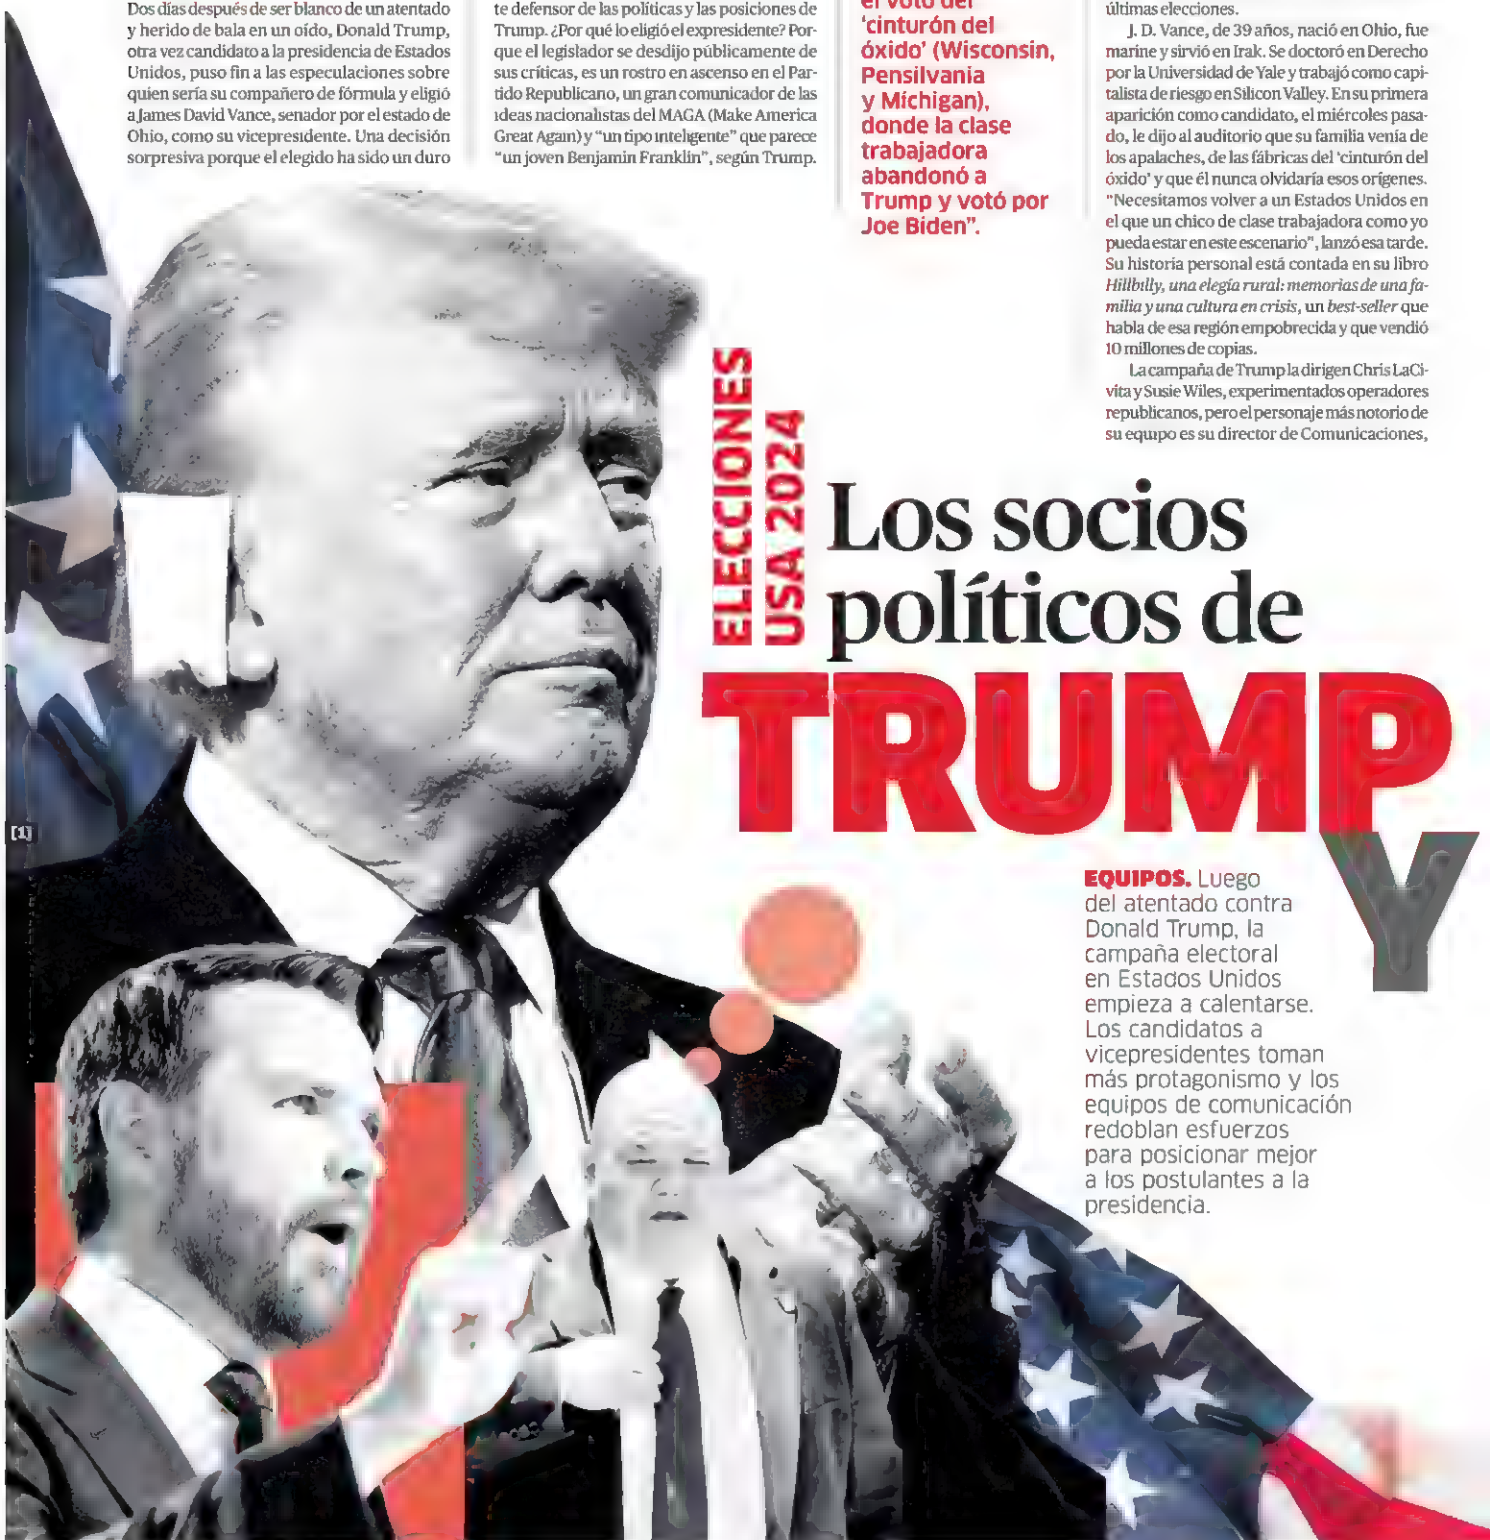 Dos días después de ser blanco de un atentado
y herido de bala en un oído, Donald Trump,
otra vez candidato a la presidencia de Estados
Unidos, puso fin a las especulaciones sobre
quien sería su compañero de fórmula y eligió
a James David Vance, senador por el estado de
Ohio, como su vicepresidente. Una decisión
sorpresiva porque el elegido ha sido un duro
te defensor de las políticas y las posiciones de
Trump. ¿Por qué lo eligió el expresidente? Por-
que el legislador se desdijo públicamente de
sus críticas, es un rostro en ascenso en el Par-
tido Republicano, un gran comunicador de las
ideas nacionalistas del MAGA (Make America
Great Again) y "un tipo inteligente" que parece
"un joven Benjamin Franklin", según Trump.
el voto del
'cinturón del
óxido' (Wisconsin,
Pensilvania
y Míchigan),
donde la clase
trabajadora
abandonó a
Trump y votó por
Joe Biden".
últimas elecciones.
J. D. Vance, de 39 años, nació en Ohio, fue
marine y sirvió en Irak. Se doctoró en Derecho
por la Universidad de Yale y trabajó como capi-
talista de riesgo en Silicon Valley. En su primera
aparición como candidato, el miércoles pasa-
do, le dijo al auditorio que su familia venía de
los apalaches, de las fábricas del 'cinturón del
óxido' y que él nunca olvidaría esos orígenes.
"Necesitamos volver a un Estados Unidos en
el que un chico de clase trabajadora como yo
pueda estar en este escenario", lanzó esa tarde.
Su historia personal está contada en su libro
Hillbilly, una elegía rural: memorias de una fa-
milia y una cultura en crisis, un best-seller que
habla de esa región empobrecida y que vendió
10 millones de copias.
La campaña de Trump la dirigen Chris LaCi-
vita y Susie Wiles, experimentados operadores
republicanos, pero el personaje más notorio de
su equipo es su director de Comunicaciones,
ELECCIONES
USA 2024
Los socios
políticos de
TRUMP
Y
[1]
EQUIPOS. Luego
del atentado contra
Donald Trump, la
campaña electoral
en Estados Unidos
empieza a calentarse.
Los candidatos a
vicepresidentes toman
más protagonismo y los
equipos de comunicación
redoblan esfuerzos
para posicionar mejor
a los postulantes a la
presidencia.